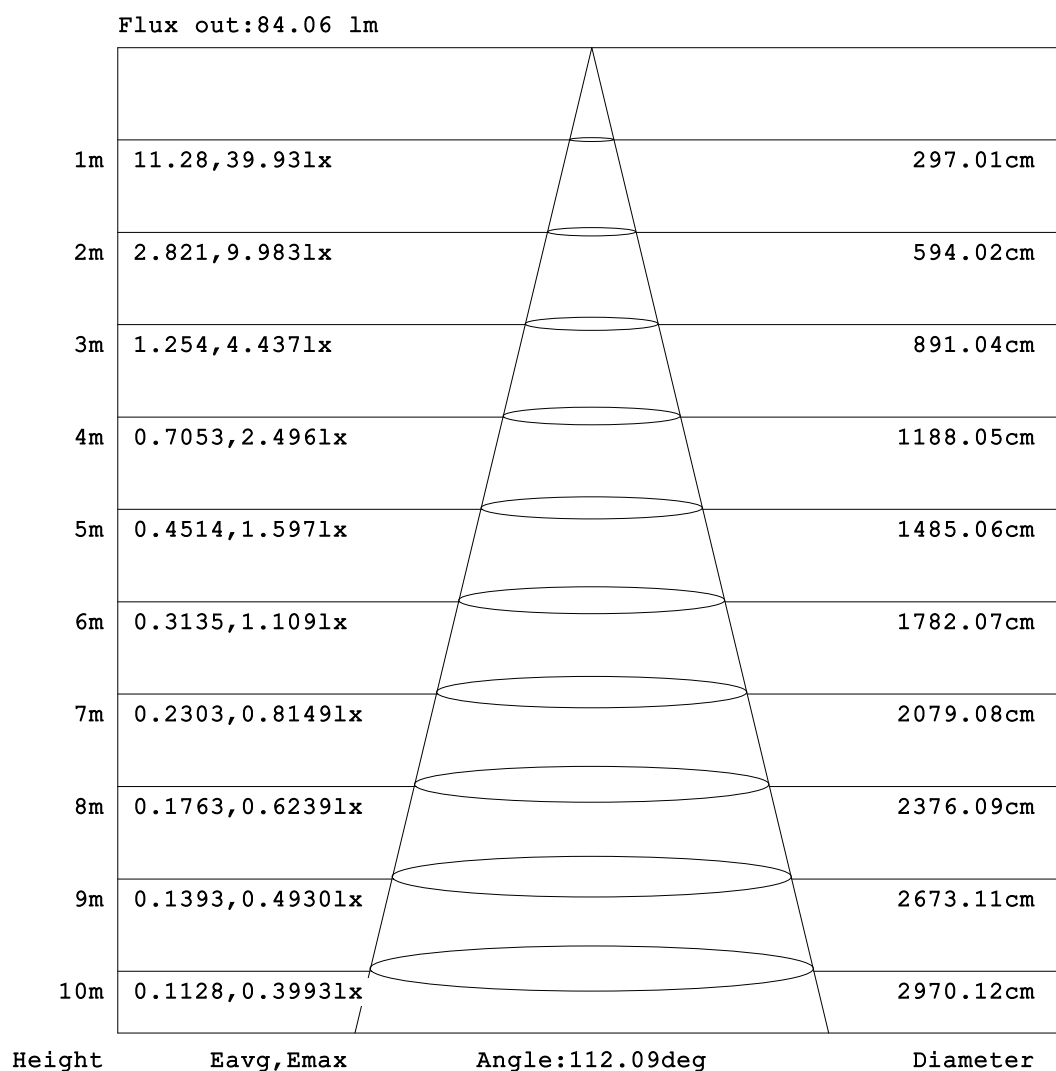 Flux out:84.06 lm
1m 11.28,39.93lx 297.01cm
2m 2.821,9.983lx 594.02cm
3m 1.254,4.437lx 891.04cm
4m 0.7053,2.496lx 1188.05cm
5m 0.4514,1.597lx 1485.06cm
6m 0.3135,1.109lx 1782.07cm
7m 0.2303,0.8149lx 2079.08cm
8m 0.1763,0.6239lx 2376.09cm
9m 0.1393,0.4930lx 2673.11cm
10m 0.1128,0.3993lx 2970.12cm
Height Eavg,Emax Angle:112.09deg Diameter